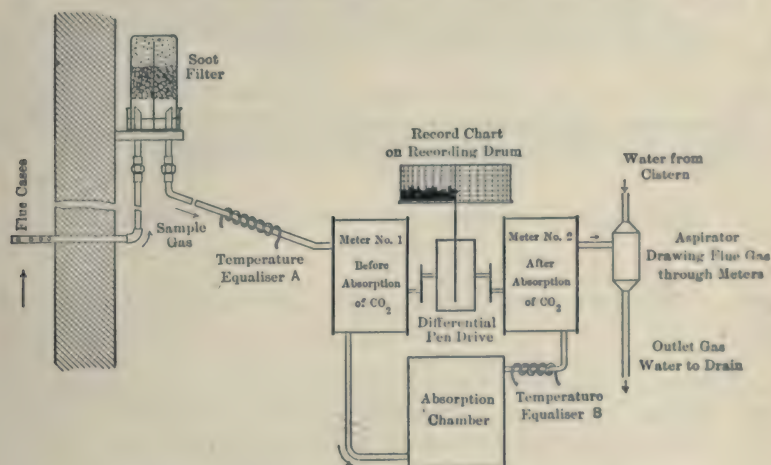 Soot
Filter
Flue Gases
Sample
Gas
Temperature
Equaliser A
Record Chart
on Recording Drum
Meter No. 1
Before
Absorption
of CO2
Differential
Pen Drive
Meter No. 2
After
Absorption
of CO2
Water from
Cistern
Aspirator
Drawing Flue Gas
through Meters
Outlet Gas
Water to Drain
Absorption
Chamber
Temperature
Equaliser B